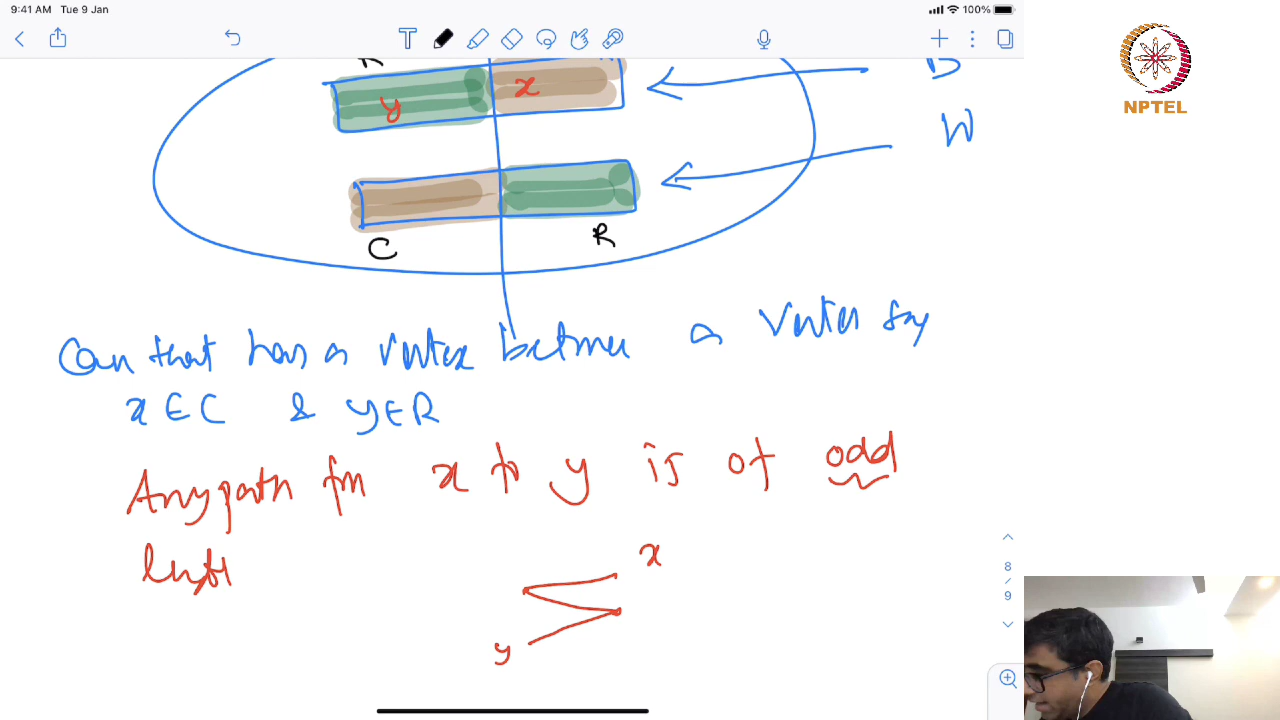 9:41 AM Tue 9 Jan
100%
T
NPTEL
y x
W
C
R
Can that has a vertex between a vertex say
x ∈ C & y ∈ R
Any path fm x to y is of odd
length
x
y
8
/
9